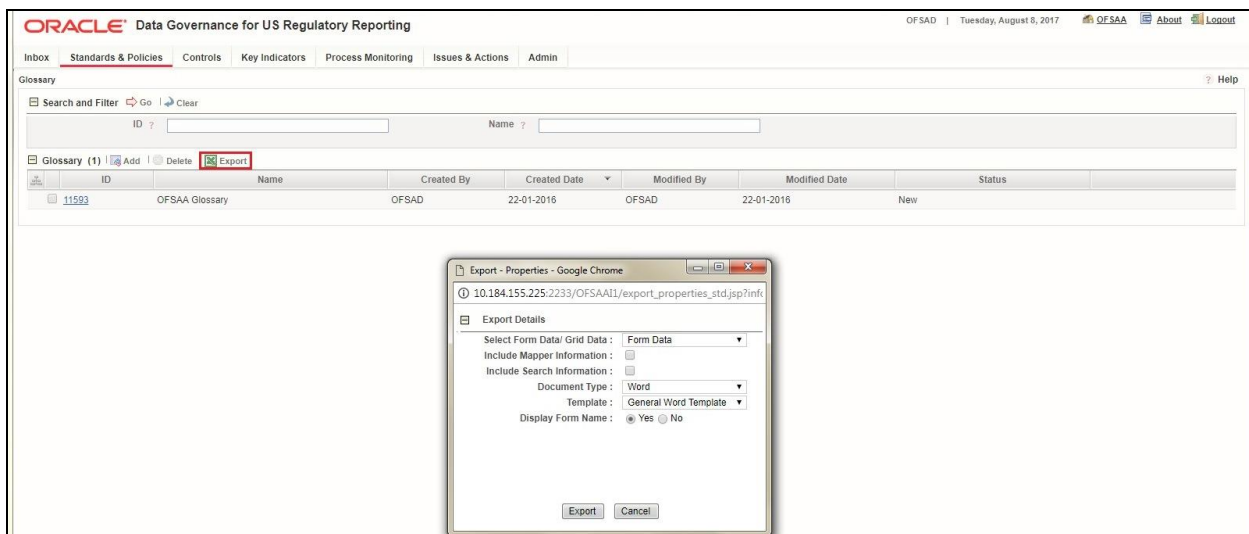 ORACLE® Data Governance for US Regulatory Reporting OFSAD | Tuesday, August 8, 2017 OFSAA About Logout
Inbox Standards & Policies Controls Key Indicators Process Monitoring Issues & Actions Admin
Glossary ? Help
Search and Filter Go | Clear
ID ? Name ?
Glossary (1) | Add | Delete Export
ID Name Created By Created Date Modified By Modified Date Status
11593 OFSAA Glossary OFSAD 22-01-2016 OFSAD 22-01-2016 New
Export - Properties - Google Chrome
10.184.155.225:2233/OFSAAI1/export_properties_std.jsp?info
Export Details
Select Form Data/ Grid Data : Form Data
Include Mapper Information :
Include Search Information :
Document Type : Word
Template : General Word Template
Display Form Name : Yes No
Export Cancel